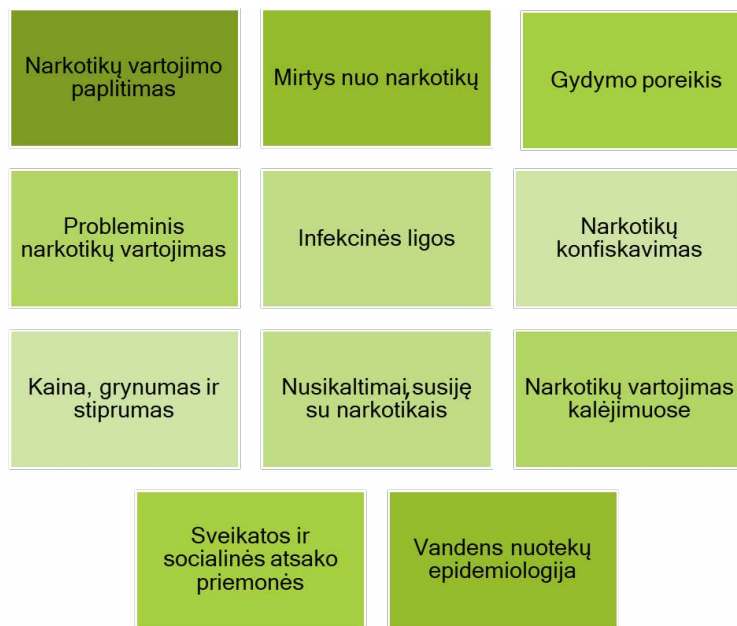 Narkotikų vartojimo
paplitimas
Mirtys nuo narkotikų
Gydymo poreikis
Probleminis
narkotikų vartojimas
Infekcinės ligos
Narkotikų
konfiskavimas
Kaina, grynumas ir
stiprumas
Nusikaltimai, susiję
su narkotikais
Narkotikų vartojimas
kalėjimuose
Sveikatos ir
socialinės atsako
priemonės
Vandens nuotekų
epidemiologija